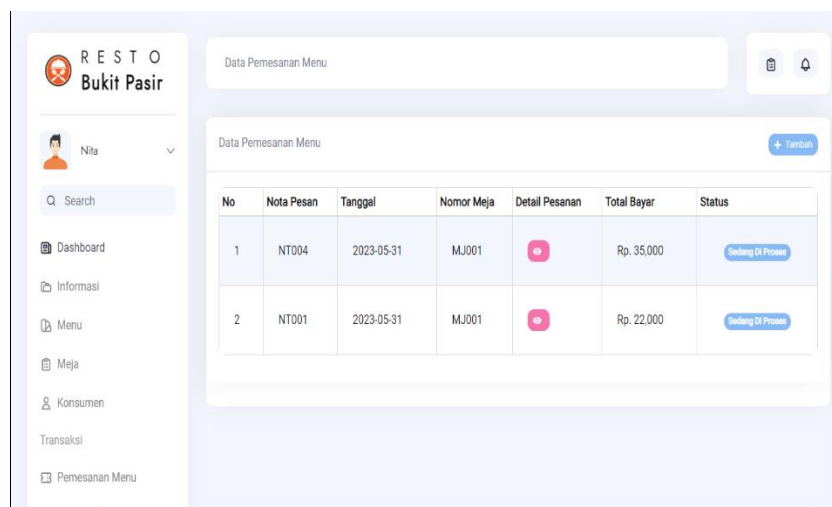 RESTO
Bukit Pasir
Nita
Search
Dashboard
Informasi
Menu
Meja
Konsumen
Transaksi
Pemesanan Menu
Data Pemesanan Menu
Data Pemesanan Menu
+ Tambah
No Nota Pesan Tanggal Nomor Meja Detail Pesanan Total Bayar Status
1 NT004 2023-05-31 MJ001 Rp. 35,000 Sedang Di Proses
2 NT001 2023-05-31 MJ001 Rp. 22,000 Sedang Di Proses